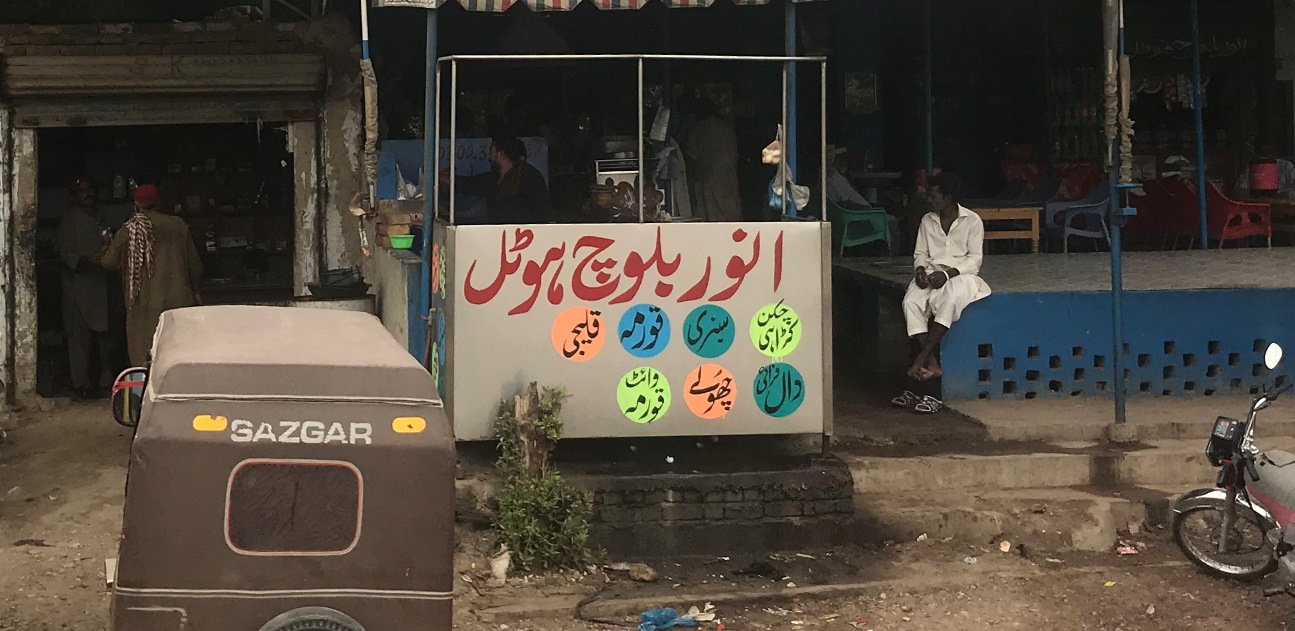 انور بلوچ ہوٹل
چکن کڑاہی
سبزی
قورمہ
قلیجی
دال فرائی
چھولے
وائٹ قورمہ
SAZGAR